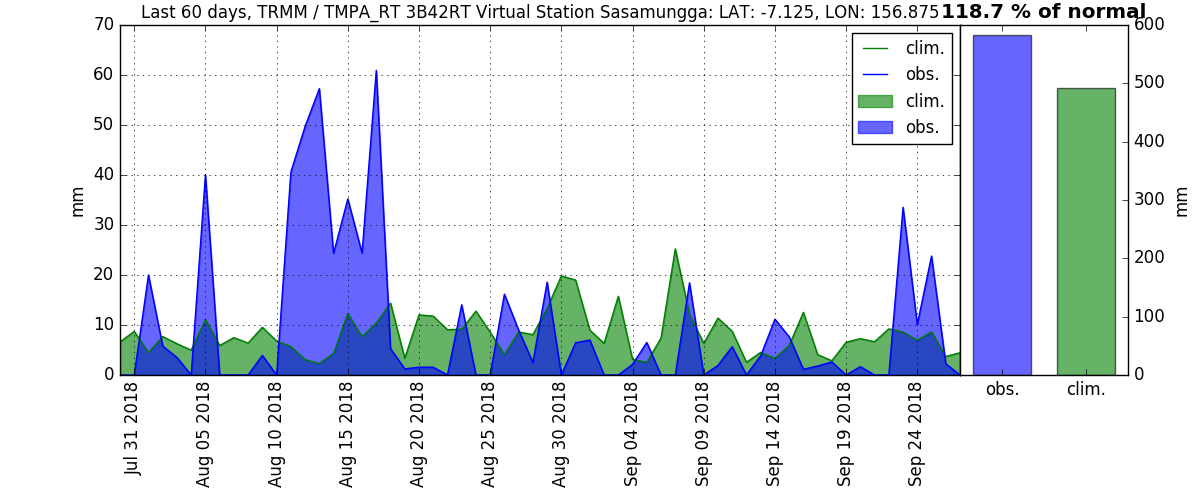 Last 60 days, TRMM / TMPA_RT 3B42RT Virtual Station Sasamungga: LAT: -7.125, LON: 156.875
118.7 % of normal
70
60
50
40
30
20
10
0
mm
clim.
obs.
clim.
obs.
Jul 31 2018
Aug 05 2018
Aug 10 2018
Aug 15 2018
Aug 20 2018
Aug 25 2018
Aug 30 2018
Sep 04 2018
Sep 09 2018
Sep 14 2018
Sep 19 2018
Sep 24 2018
600
500
400
300
200
100
0
mm
obs.
clim.